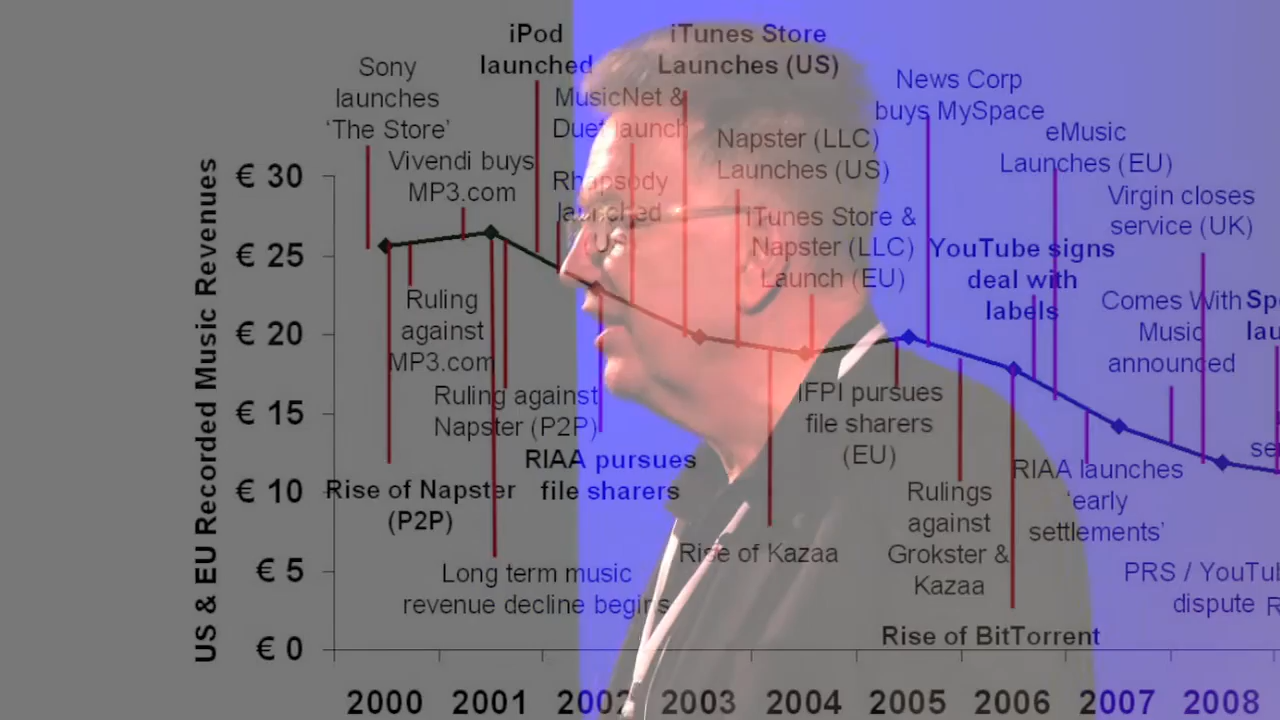 iPod
launched
iTunes Store
Launches (US)
Sony
launches
‘The Store’
MusicNet &
Duet launch
News Corp
buys MySpace
Napster (LLC)
Launches (US)
eMusic
Launches (EU)
Vivendi buys
MP3.com
Rhapsody
launched
(US)
Virgin closes
service (UK)
iTunes Store &
Napster (LLC)
Launch (EU)
YouTube signs
deal with
labels
Comes With
Music
announced
Ruling
against
MP3.com
Ruling against
Napster (P2P)
IFPI pursues
file sharers
(EU)
RIAA pursues
file sharers
RIAA launches
‘early
settlements’
Rise of Napster
(P2P)
Rulings
against
Grokster &
Kazaa
Rise of Kazaa
Long term music
revenue decline begins
PRS /
dispute
Rise of BitTorrent
US & EU Recorded Music Revenues
€ 30
€ 25
€ 20
€ 15
€ 10
€ 5
€ 0
2000 2001 2002 2003 2004 2005 2006 2007 2008